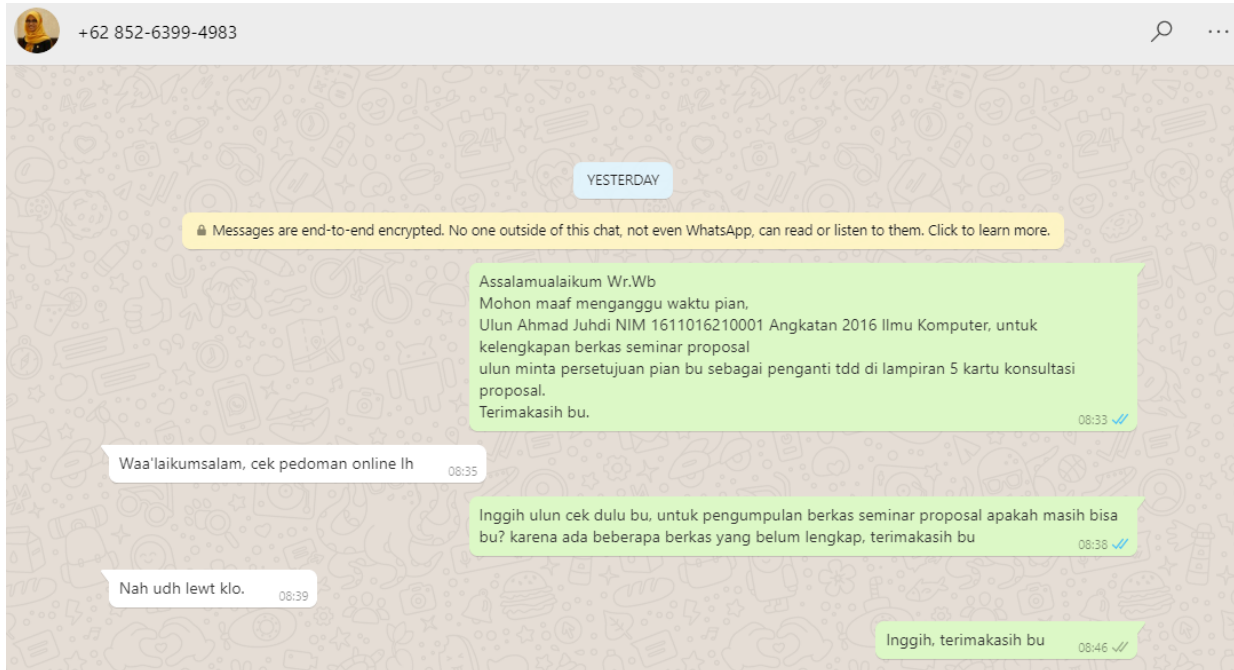 +62 852-6399-4983
YESTERDAY
Messages are end-to-end encrypted. No one outside of this chat, not even WhatsApp, can read or listen to them. Click to learn more.
Assalamualaikum Wr.Wb
Mohon maaf menganggu waktu pian,
Ulun Ahmad Juhdi NIM 1611016210001 Angkatan 2016 Ilmu Komputer, untuk
kelengkapan berkas seminar proposal
ulun minta persetujuan pian bu sebagai penganti tdd di lampiran 5 kartu konsultasi
proposal.
Terimakasih bu.
08:33
Waa'laikumsalam, cek pedoman online lh
08:35
Inggih ulun cek dulu bu, untuk pengumpulan berkas seminar proposal apakah masih bisa
bu? karena ada beberapa berkas yang belum lengkap, terimakasih bu
08:38
Nah udh lewt klo.
08:39
Inggih, terimakasih bu
08:46